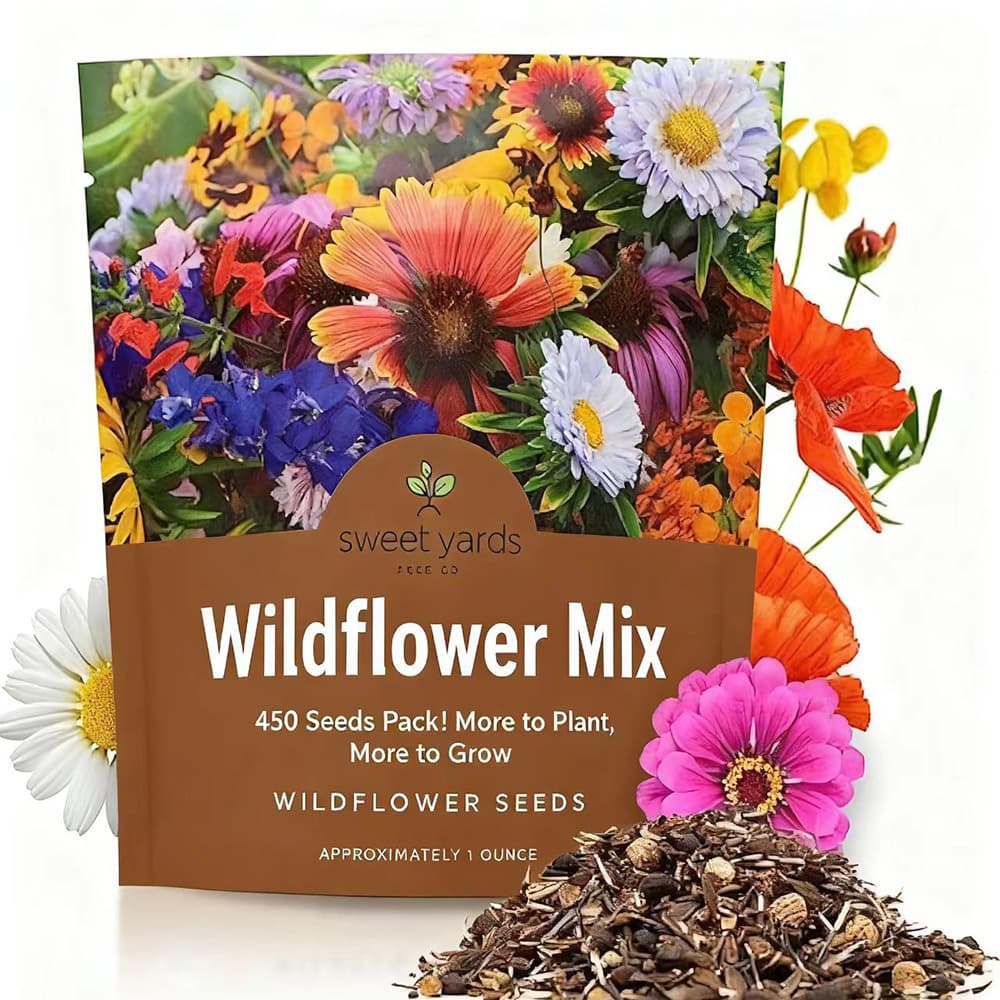 sweet yards
Wildflower Mix
450 Seeds Pack! More to Plant,
More to Grow
WILDFLOWER SEEDS
APPROXIMATELY 1 OUNCE